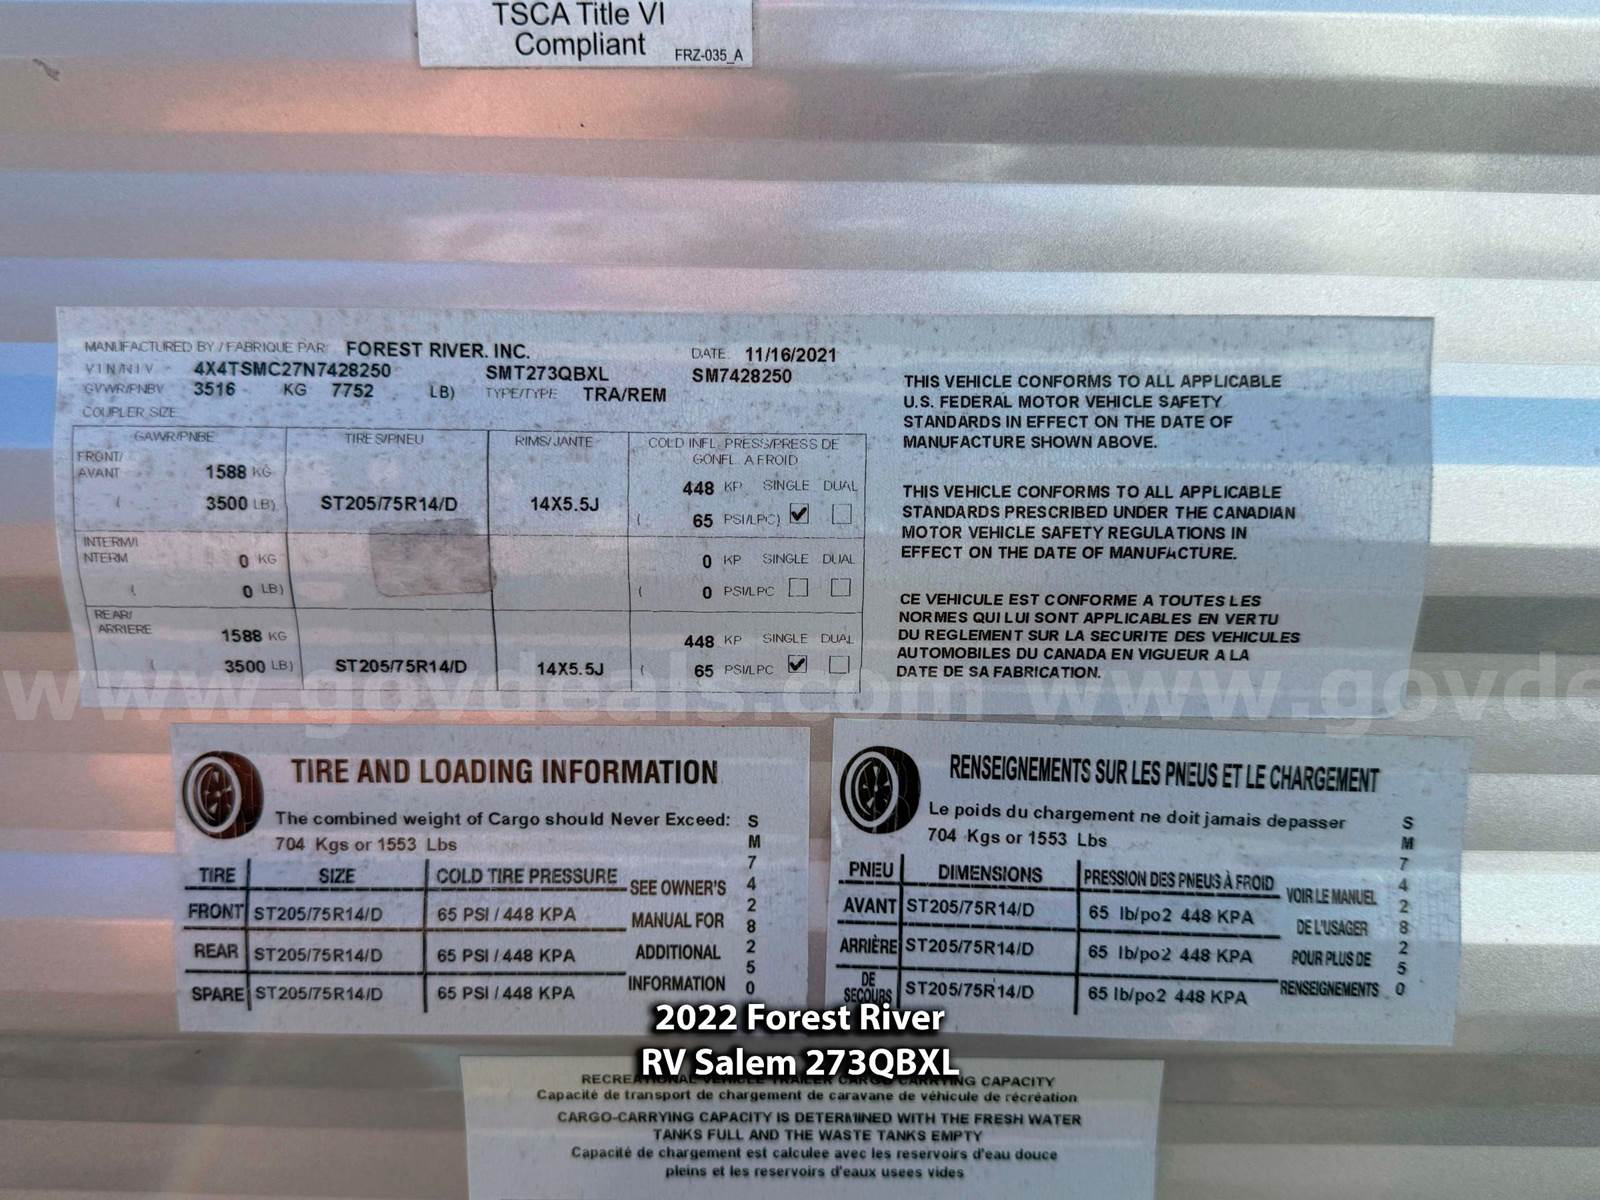 TSCA Title VI
Compliant FRZ-035_A
MANUFACTURED BY / FABRIQUE PAR: FOREST RIVER. INC. DATE. 11/16/2021
V I N/N I V . 4X4TSMC27N7428250 SMT273QBXL SM7428250
GVWR/PNBV 3516 KG 7752 LB) TYPE/TYPE TRA/REM
COUPLER SIZE
GAWR/PNBE TIRES/PNEU RIMS/JANTE COLD INFL. PRESS/PRESS DE
GONFL. A FROID
FRONT/
AVANT 1588 KG 448 KP SINGLE DUAL
( 3500 LB) ST205/75R14/D 14X5.5J ( 65 PSI/LPC)
INTERM/I
NTERM 0 KG 0 KP SINGLE DUAL
( 0 LB) ( 0 PSI/LPC
REAR/
ARRIERE 1588 KG 448 KP SINGLE DUAL
( 3500 LB) ST205/75R14/D 14X5.5J ( 65 PSI/LPC
THIS VEHICLE CONFORMS TO ALL APPLICABLE
U.S. FEDERAL MOTOR VEHICLE SAFETY
STANDARDS IN EFFECT ON THE DATE OF
MANUFACTURE SHOWN ABOVE.
THIS VEHICLE CONFORMS TO ALL APPLICABLE
STANDARDS PRESCRIBED UNDER THE CANADIAN
MOTOR VEHICLE SAFETY REGULATIONS IN
EFFECT ON THE DATE OF MANUFACTURE.
CE VEHICULE EST CONFORME A TOUTES LES
NORMES QUI LUI SONT APPLICABLES EN VERTU
DU REGLEMENT SUR LA SECURITE DES VEHICULES
AUTOMOBILES DU CANADA EN VIGUEUR A LA
DATE DE SA FABRICATION.
www.govdeals.com www.govde
TIRE AND LOADING INFORMATION
The combined weight of Cargo should Never Exceed:
704 Kgs or 1553 Lbs
TIRE SIZE COLD TIRE PRESSURE
FRONT ST205/75R14/D 65 PSI / 448 KPA
REAR ST205/75R14/D 65 PSI / 448 KPA
SPARE ST205/75R14/D 65 PSI / 448 KPA
SEE OWNER'S
MANUAL FOR
ADDITIONAL
INFORMATION
SM7428250
RENSEIGNEMENTS SUR LES PNEUS ET LE CHARGEMENT
Le poids du chargement ne doit jamais depasser
704 Kgs or 1553 Lbs
PNEU DIMENSIONS PRESSION DES PNEUS À FROID
AVANT ST205/75R14/D 65 lb/po2 448 KPA
ARRIÈRE ST205/75R14/D 65 lb/po2 448 KPA
DE
SECOURS ST205/75R14/D 65 lb/po2 448 KPA
VOIR LE MANUEL
DE L'USAGER
POUR PLUS DE
RENSEIGNEMENTS
SM7428250
2022 Forest River
RV Salem 273QBXL
RECREATIONAL VEHICLE TRAILER CARGO CARRYING CAPACITY
Capacité de transport de chargement de caravane de véhicule de récréation
CARGO-CARRYING CAPACITY IS DETERMINED WITH THE FRESH WATER
TANKS FULL AND THE WASTE TANKS EMPTY
Capacité de chargement est calculee avec les reservoirs d'eau douce
pleins et les reservoirs d'eaux usees vides